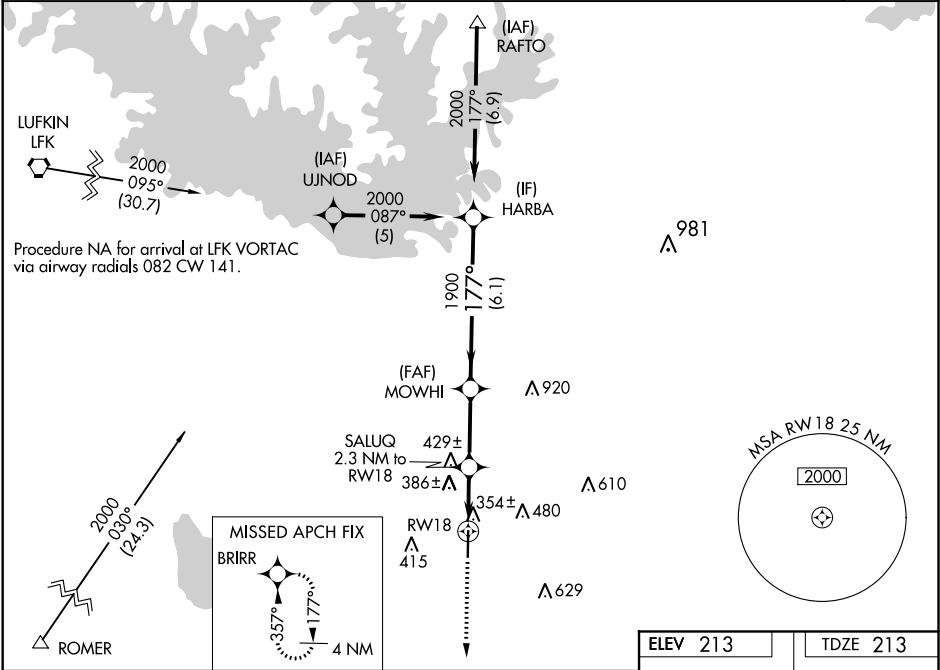 (IAF)
RAFTO
2000
177°
(6.9)
LUFKIN
LFK
2000
095°
(30.7)
(IAF)
UJNOD
2000
087°
(5)
(IF)
HARBA
981
Procedure NA for arrival at LFK VORTAC
via airway radials 082 CW 141.
1900
177°
(6.1)
(FAF)
MOWHI
920
SALUQ
2.3 NM to
RW18
429±
386±
610
354±
480
RW18
415
629
MSA RW18 25 NM
2000
2000
030°
(24.3)
ROMER
MISSED APCH FIX
BRIRR
357°
177°
4 NM
ELEV 213
TDZE 213